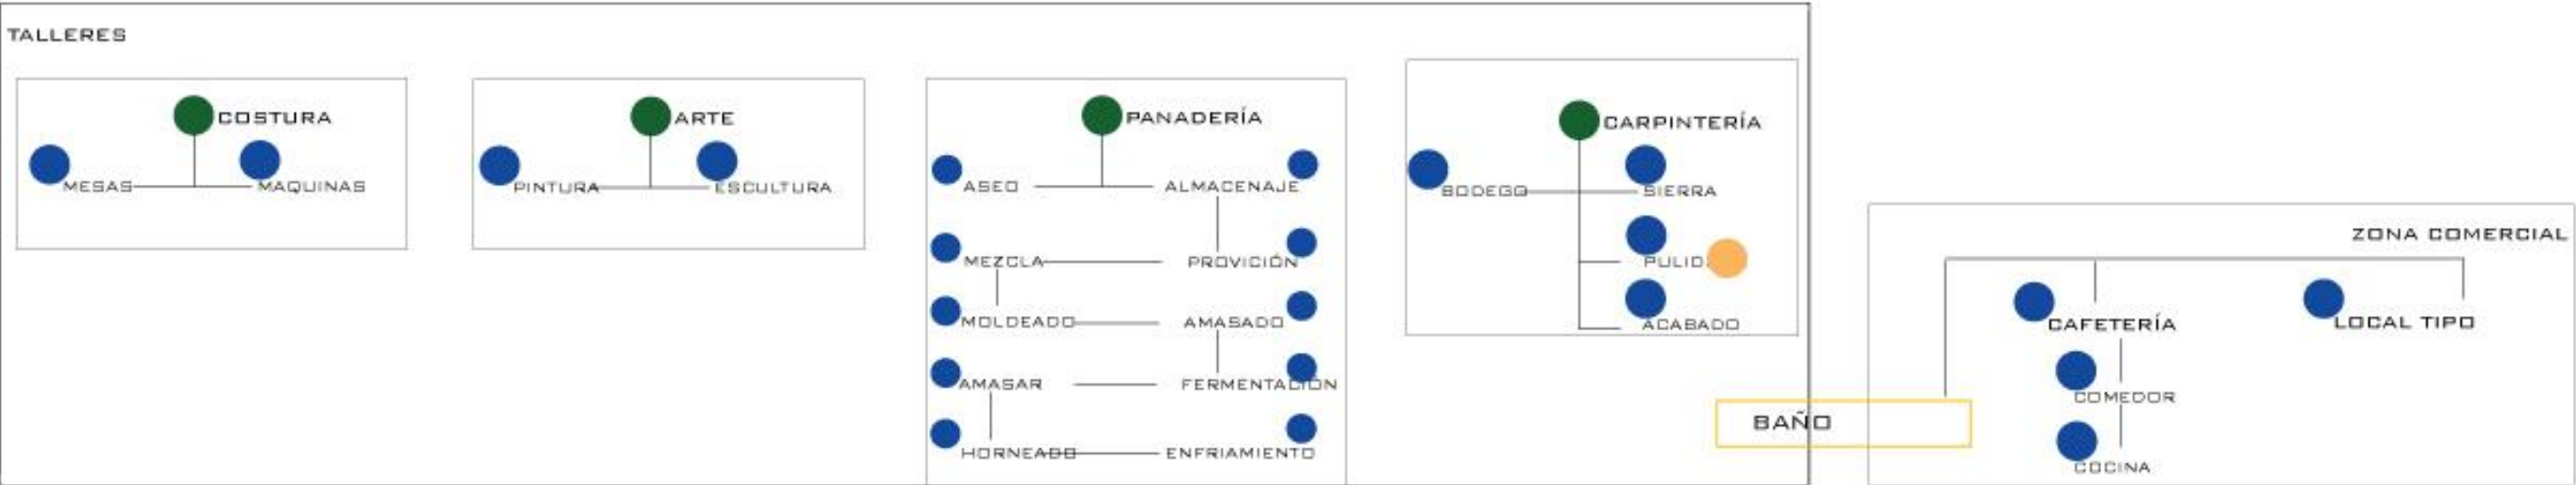 TALLERES
COSTURA
MESAS
MAQUINAS
ARTE
PINTURA
ESCULTURA
PANADERÍA
ASEO
ALMACENAJE
MEZCLA
PROVICIÓN
MOLDEADO
AMASADO
AMASAR
FERMENTACIÓN
HORNEADO
ENFRIAMIENTO
CARPINTERÍA
BODEGO
SIERRA
PULID
ACABADO
BAÑO
ZONA COMERCIAL
CAFETERÍA
LOCAL TIPO
COMEDOR
COCINA